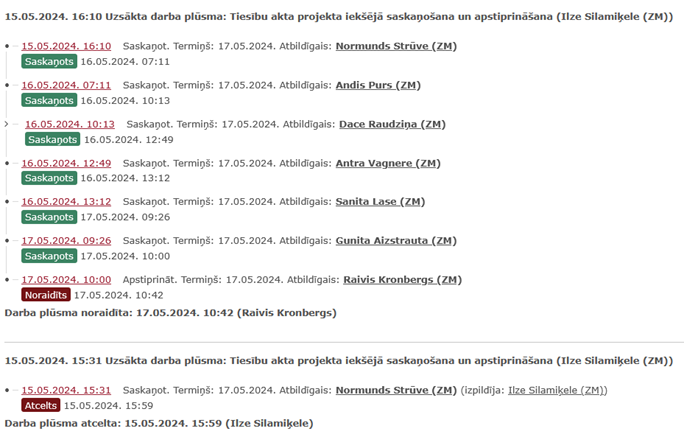 15.05.2024. 16:10 Uzsākta darba plūsma: Tiesību akta projekta iekšējā saskaņošana un apstiprināšana (Ilze Silamiķele (ZM))
15.05.2024. 16:10 Saskaņot. Termiņš: 17.05.2024. Atbildīgais: Normunds Strūve (ZM)
Saskaņots 16.05.2024. 07:11
16.05.2024. 07:11 Saskaņot. Termiņš: 17.05.2024. Atbildīgais: Andis Purs (ZM)
Saskaņots 16.05.2024. 10:13
16.05.2024. 10:13 Saskaņot. Termiņš: 17.05.2024. Atbildīgais: Dace Raudziņa (ZM)
Saskaņots 16.05.2024. 12:49
16.05.2024. 12:49 Saskaņot. Termiņš: 17.05.2024. Atbildīgais: Antra Vagnere (ZM)
Saskaņots 16.05.2024. 13:12
16.05.2024. 13:12 Saskaņot. Termiņš: 17.05.2024. Atbildīgais: Sanita Lase (ZM)
Saskaņots 17.05.2024. 09:26
17.05.2024. 09:26 Saskaņot. Termiņš: 17.05.2024. Atbildīgais: Gunita Aizstrauta (ZM)
Saskaņots 17.05.2024. 10:00
17.05.2024. 10:00 Apstiprināt. Termiņš: 17.05.2024. Atbildīgais: Raivis Kronbergs (ZM)
Noraidīts 17.05.2024. 10:42
Darba plūsma noraidīta: 17.05.2024. 10:42 (Raivis Kronbergs)
15.05.2024. 15:31 Uzsākta darba plūsma: Tiesību akta projekta iekšējā saskaņošana un apstiprināšana (Ilze Silamiķele (ZM))
15.05.2024. 15:31 Saskaņot. Termiņš: 17.05.2024. Atbildīgais: Normunds Strūve (ZM) (izpildīja: Ilze Silamiķele (ZM))
Atcelts 15.05.2024. 15:59
Darba plūsma atcelta: 15.05.2024. 15:59 (Ilze Silamiķele)